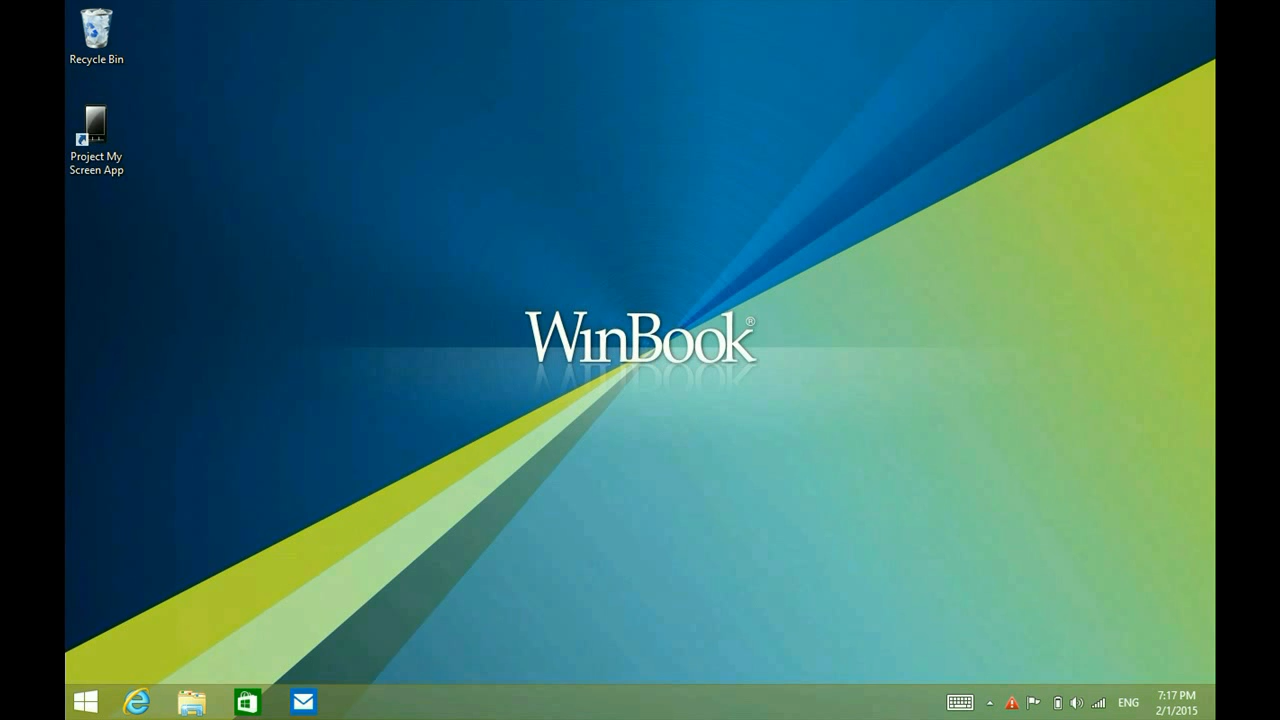 Recycle Bin
Project My
Screen App
WinBook®
ENG
7:17 PM
2/1/2015